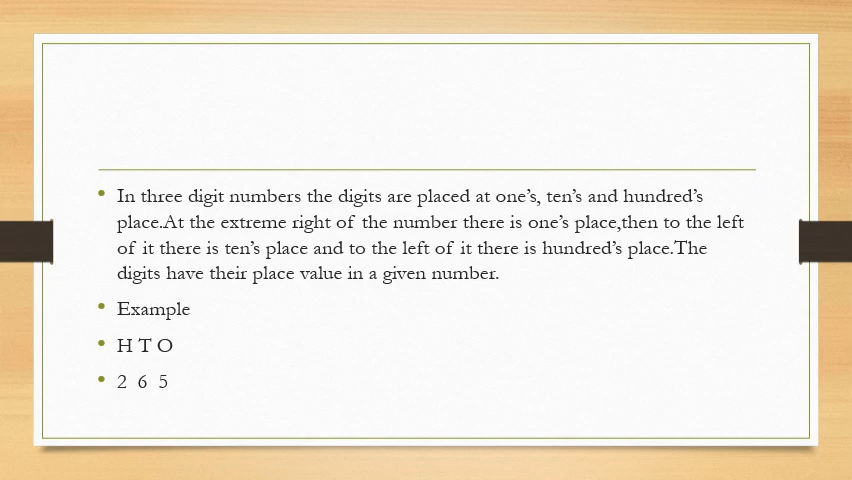 In three digit numbers the digits are placed at one’s, ten’s and hundred’s
place.At the extreme right of the number there is one’s place,then to the left
of it there is ten’s place and to the left of it there is hundred’s place.The
digits have their place value in a given number.
Example
H T O
2 6 5